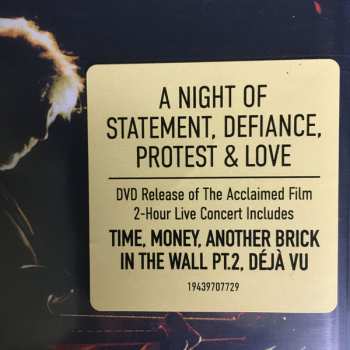 A NIGHT OF
STATEMENT, DEFIANCE,
PROTEST & LOVE
DVD Release of The Acclaimed Film
2-Hour Live Concert Includes
TIME, MONEY, ANOTHER BRICK
IN THE WALL PT.2, DÉJÀ VU
19439707729